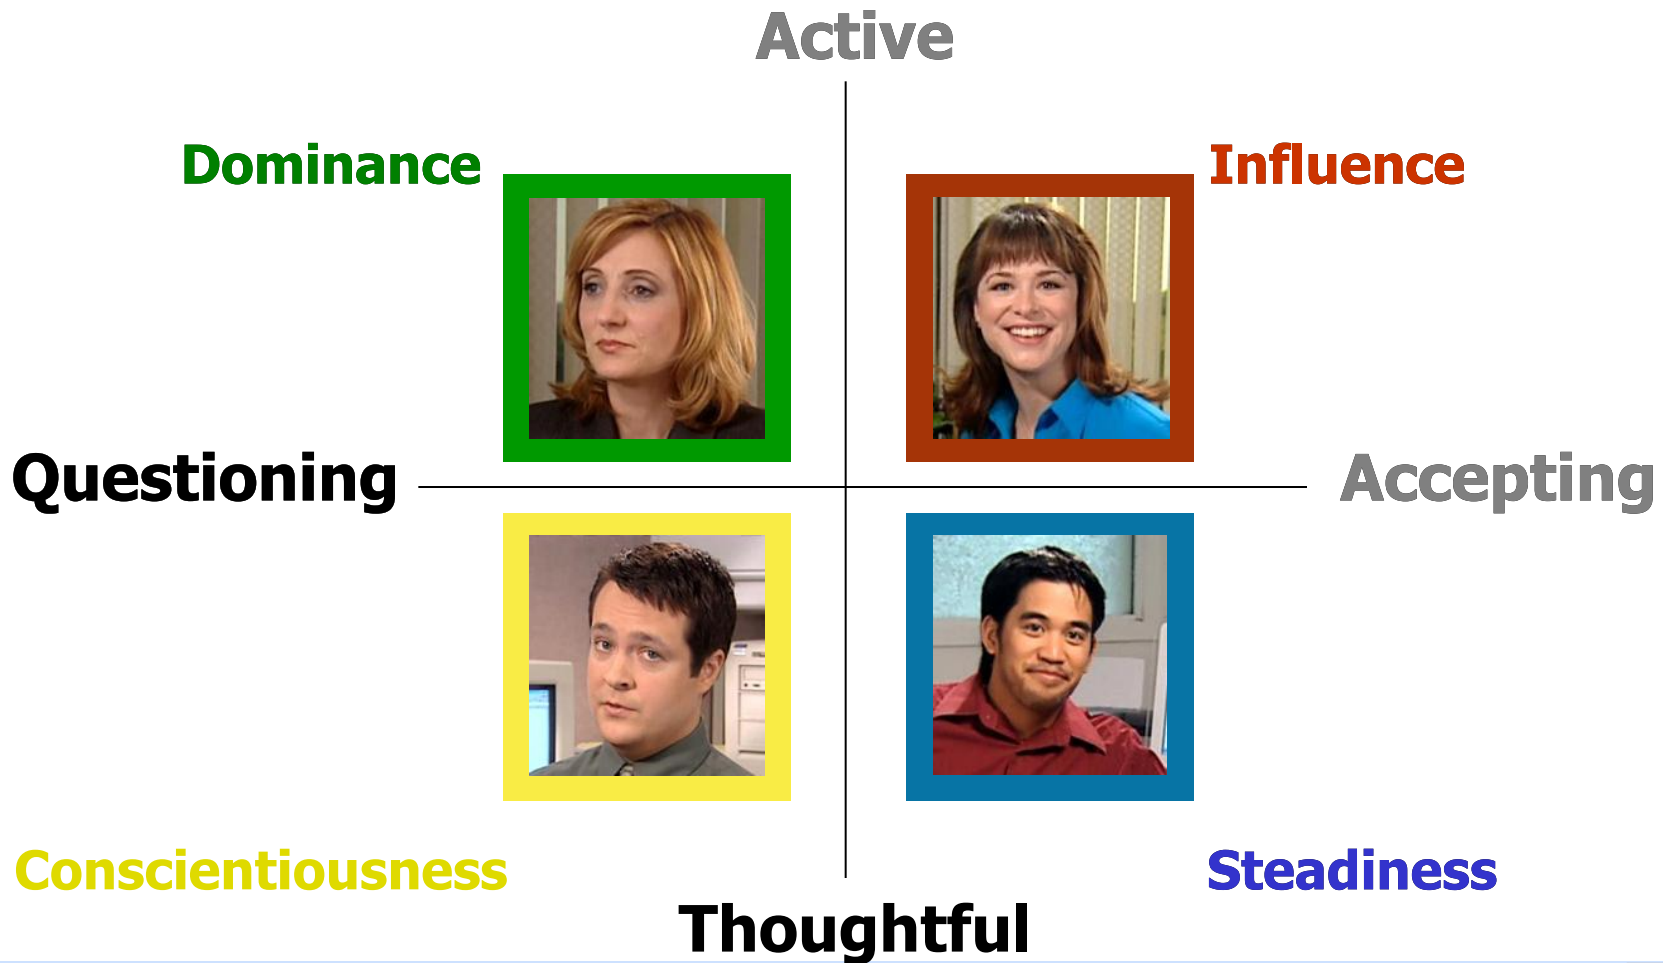 Active
Dominance
Influence
Questioning
Accepting
Conscientiousness
Steadiness
Thoughtful